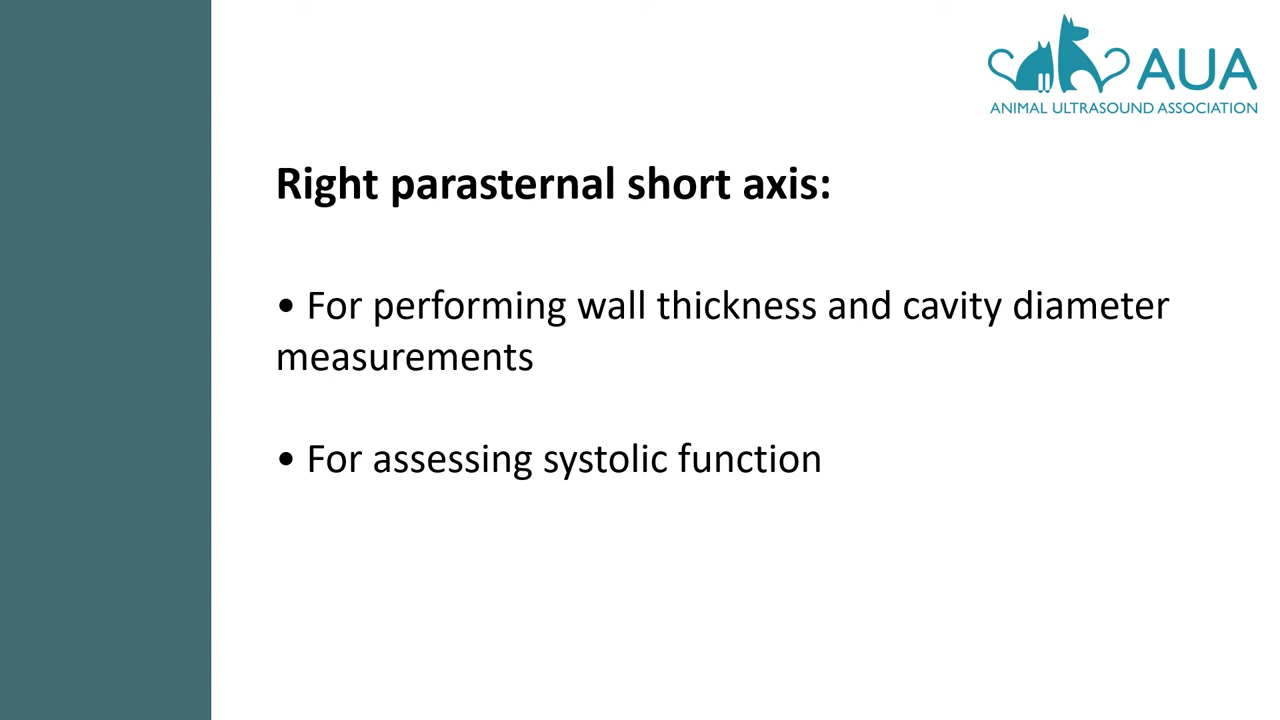 AUA
ANIMAL ULTRASOUND ASSOCIATION
Right parasternal short axis:
• For performing wall thickness and cavity diameter
measurements
• For assessing systolic function